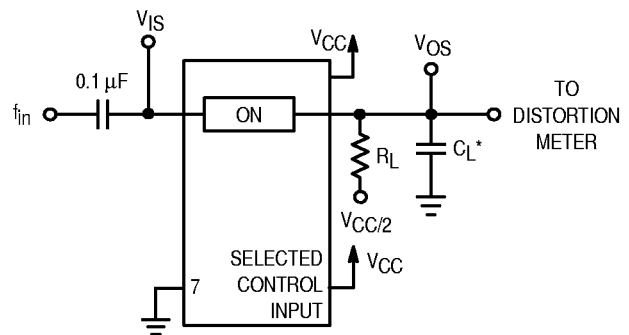 V_IS
V_CC
V_OS
0.1 µF
f_in
ON
TO
DISTORTION
METER
R_L
C_L*
V_CC/2
7
SELECTED
CONTROL
INPUT
V_CC